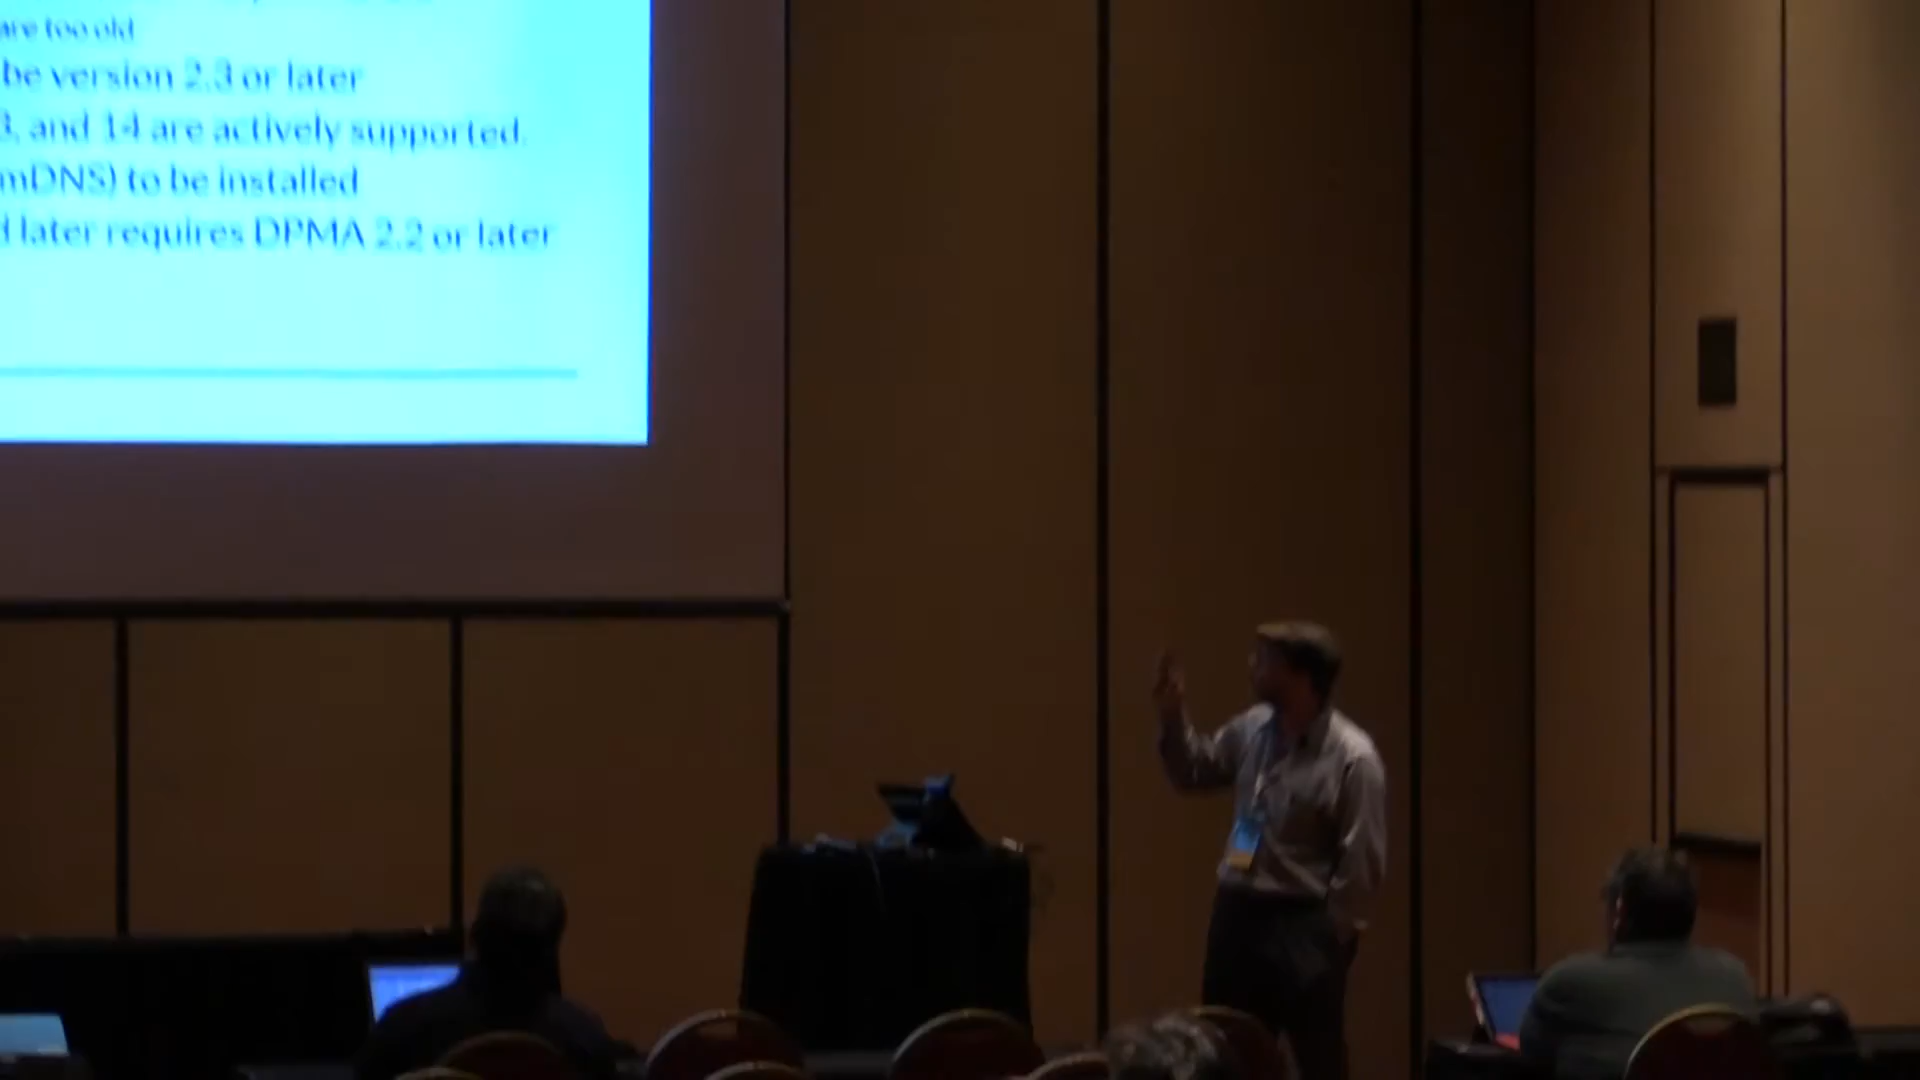 are too old
be version 2.3 or later
3, and 14 are actively supported.
mDNS) to be installed
d later requires DPMA 2.2 or later